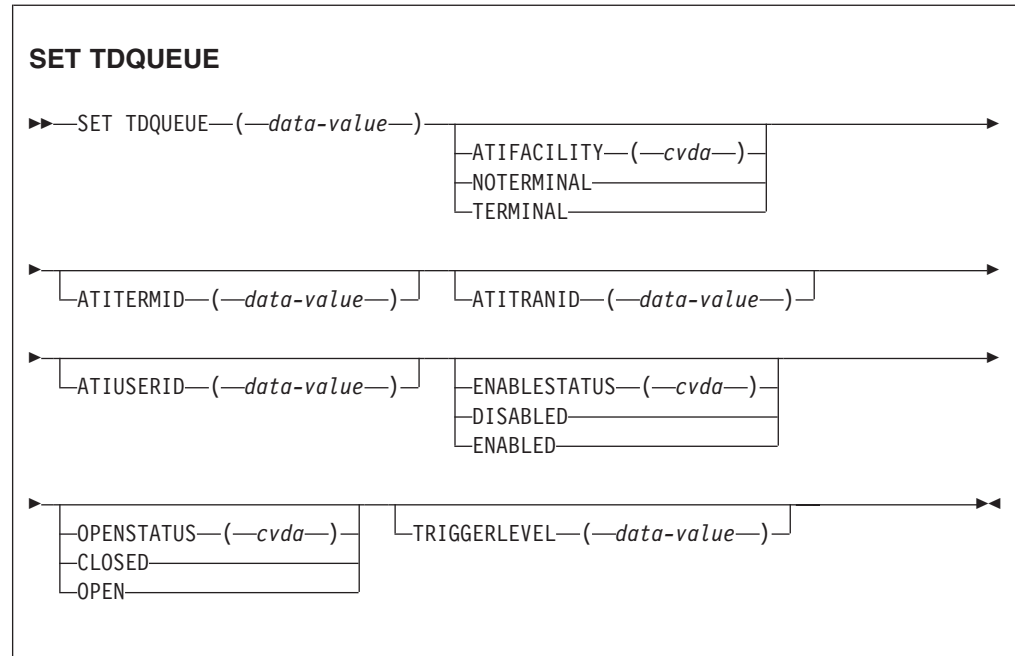 SET TDQUEUE
SET TDQUEUE ( data-value )
ATIFACILITY ( cvda )
NOTERMINAL
TERMINAL
ATITERMID ( data-value ) ATITRANID ( data-value )
ATIUSERID ( data-value ) ENABLESTATUS ( cvda )
DISABLED
ENABLED
OPENSTATUS ( cvda ) TRIGGERLEVEL ( data-value )
CLOSED
OPEN